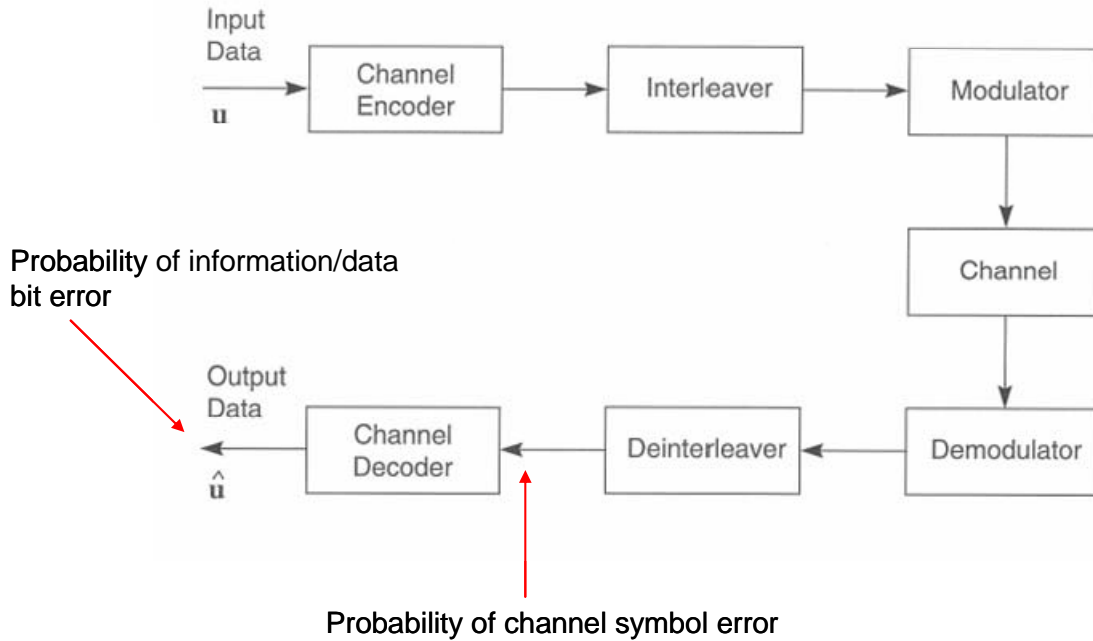 Input
Data
u
Channel
Encoder
Interleaver
Modulator
Channel
Probability of information/data
bit error
Output
Data
û
Channel
Decoder
Deinterleaver
Demodulator
Probability of channel symbol error